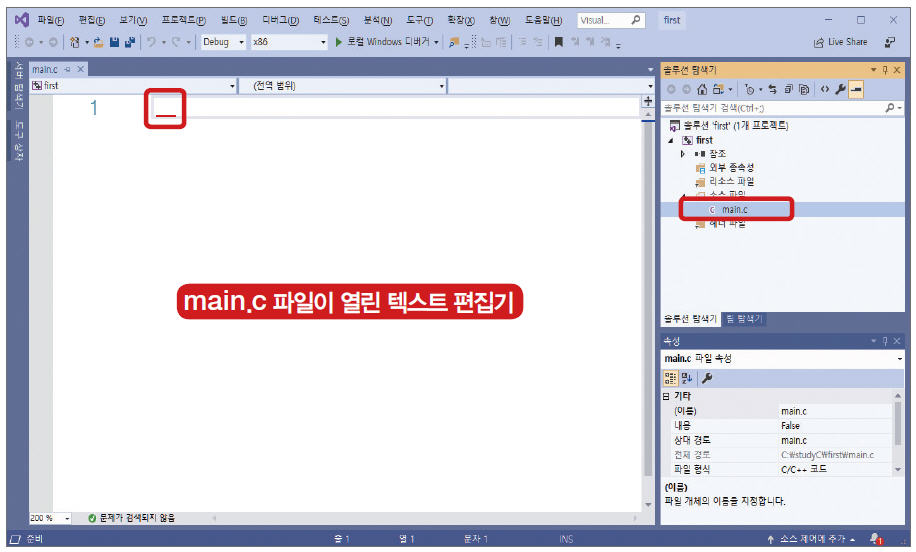 파일(F) 편집(E) 보기(V) 프로젝트(P) 빌드(B) 디버그(D) 테스트(S) 분석(N) 도구(T) 확장(X) 창(W) 도움말(H) Visual... first
Debug x86 로컬 Windows 디버거 Live Share
서버 탐색기
도구 상자
main.c
first (전역 범위)
1
main.c 파일이 열린 텍스트 편집기
200 % 문제가 검색되지 않음
솔루션 탐색기
솔루션 탐색기 검색(Ctrl+;)
솔루션 'first' (1개 프로젝트)
first
참조
외부 종속성
리소스 파일
소스 파일
main.c
헤더 파일
솔루션 탐색기 팀 탐색기
속성
main.c 파일 속성
기타
(이름) main.c
내용 False
상대 경로 main.c
전체 경로 C:₩studyC₩first₩main.c
파일 형식 C/C++ 코드
(이름)
파일 개체의 이름을 지정합니다.
준비 줄 1 열 1 문자 1 INS 소스 제어에 추가 1